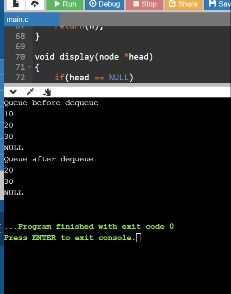 Run Debug Stop Share Save
main.c
67 return(n);
68 }
69
70 void display(node *head)
71 {
72 if(head == NULL)
Queue before dequeue
10
20
30
NULL
Queue after dequeue
20
30
NULL
...Program finished with exit code 0
Press ENTER to exit console.